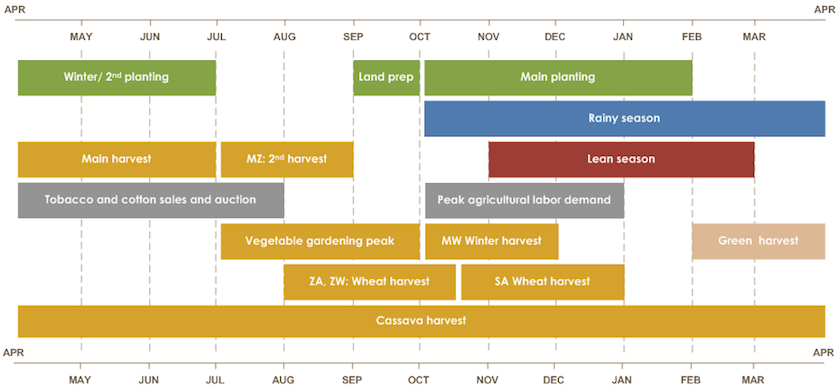 APR APR
MAY JUN JUL AUG SEP OCT NOV DEC JAN FEB MAR
Winter/ 2nd planting Land prep Main planting
Rainy season
Main harvest MZ: 2nd harvest Lean season
Tobacco and cotton sales and auction Peak agricultural labor demand
Vegetable gardening peak MW Winter harvest Green harvest
ZA, ZW: Wheat harvest SA Wheat harvest
Cassava harvest
APR APR
MAY JUN JUL AUG SEP OCT NOV DEC JAN FEB MAR